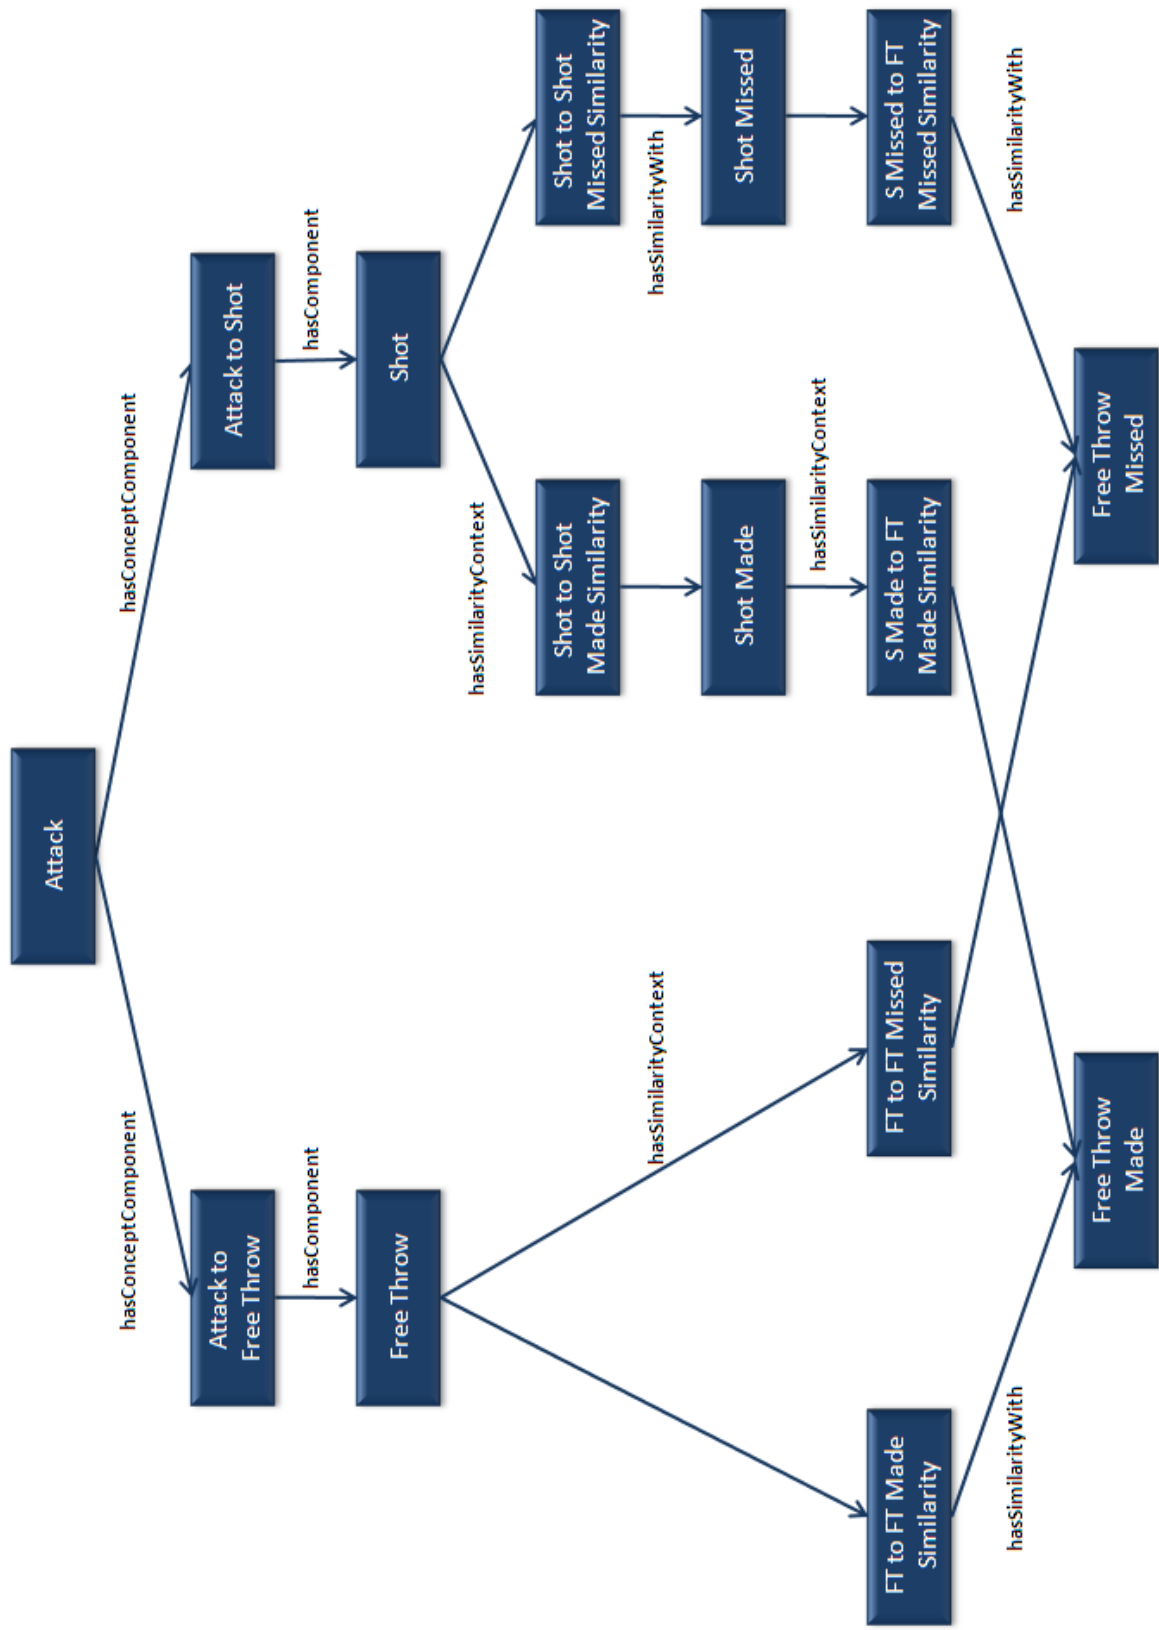 Attack
hasConceptComponent
hasConceptComponent
Attack to
Free Throw
Attack to Shot
hasComponent
hasComponent
Free Throw
Shot
hasSimilarityContext
Shot to Shot
Made Similarity
Shot to Shot
Missed Similarity
hasSimilarityContext
hasSimilarityWith
Shot Made
Shot Missed
hasSimilarityContext
FT to FT Made
Similarity
FT to FT Missed
Similarity
S Made to FT
Made Similarity
S Missed to FT
Missed Similarity
hasSimilarityWith
hasSimilarityWith
Free Throw
Made
Free Throw
Missed